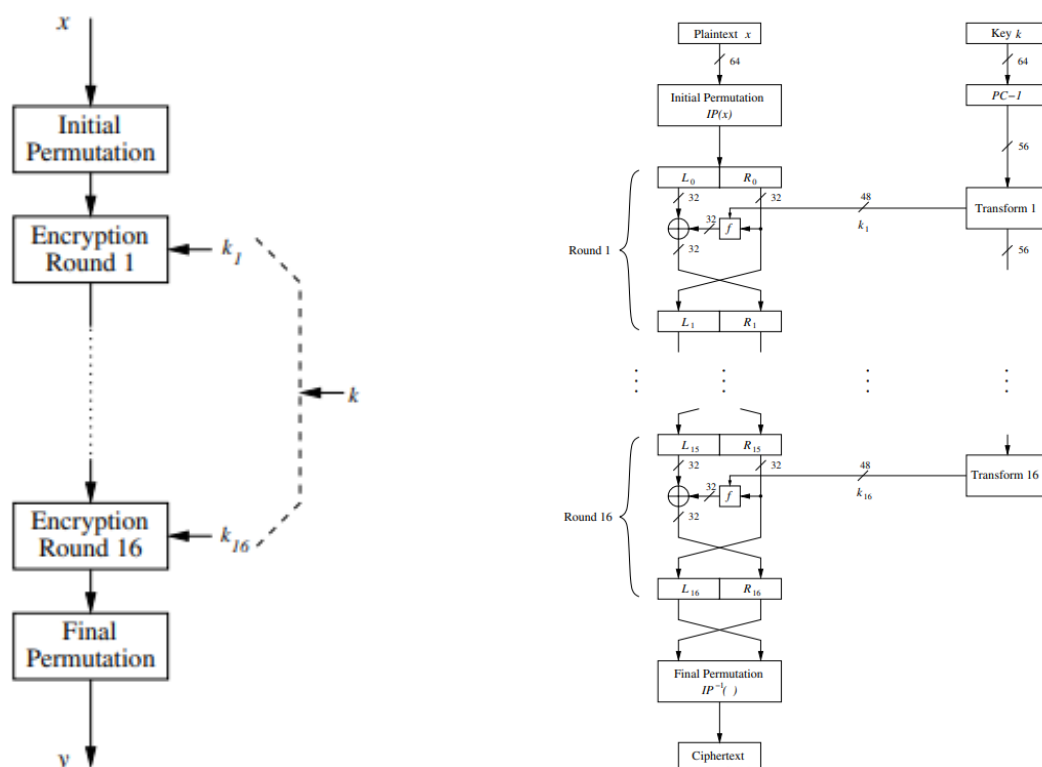 x
Initial
Permutation
Encryption
Round 1
k1
k
Encryption
Round 16
k16
Final
Permutation
y
Plaintext x
Key k
64
64
Initial Permutation
IP(x)
PC-1
56
L0
R0
32
32
48
Transform 1
32
f
k1
32
56
Round 1
L1
R1
L15
R15
32
32
48
Transform 16
32
f
k16
32
Round 16
L16
R16
Final Permutation
IP⁻¹( )
Ciphertext